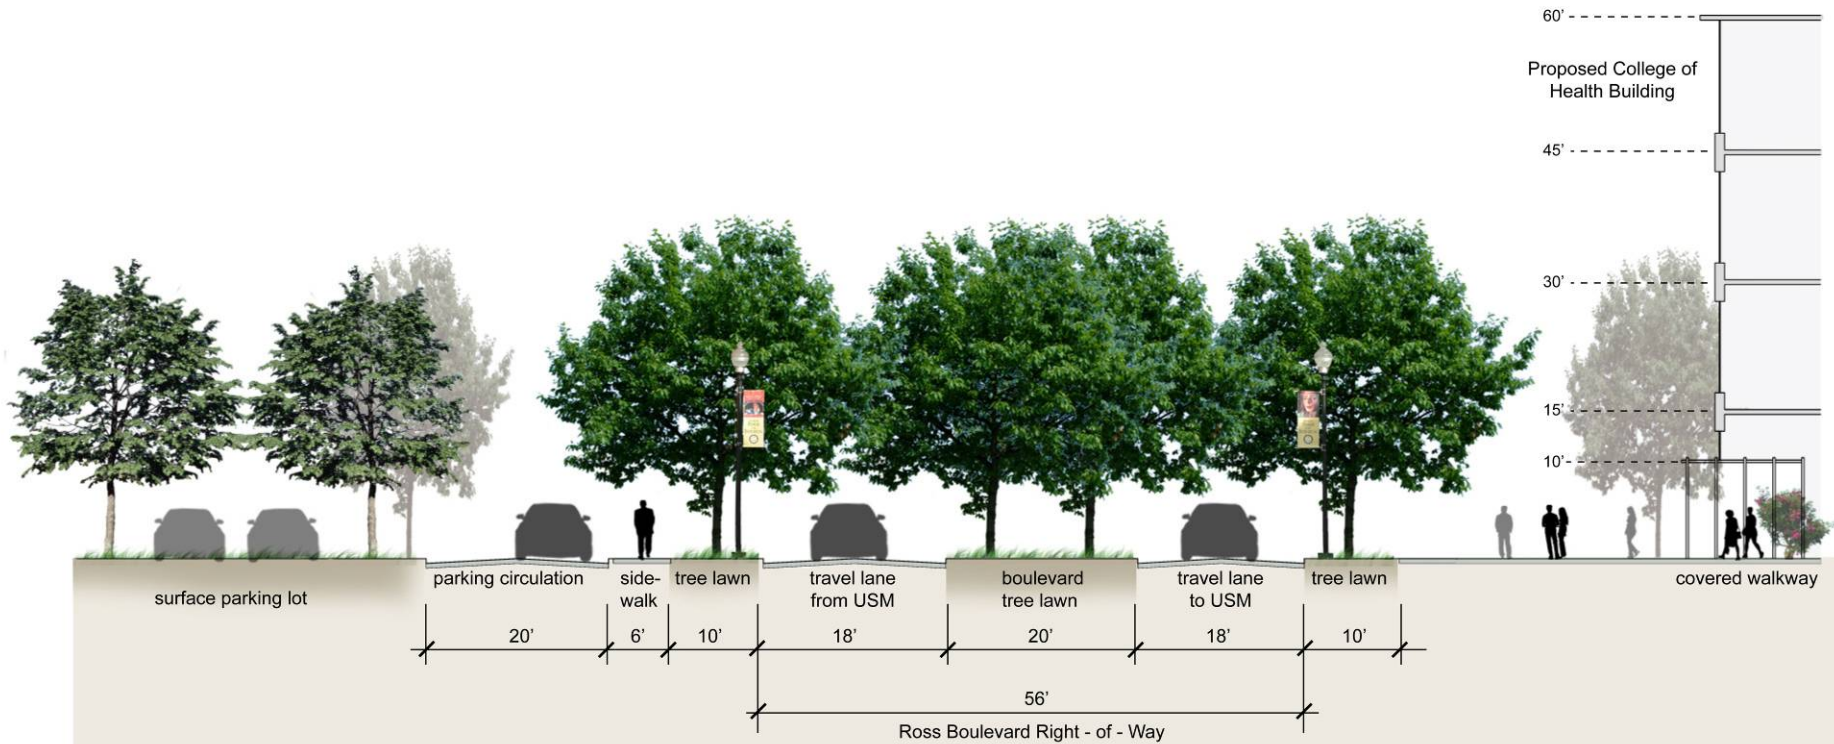 60’
Proposed College of
Health Building
45’
30’
15’
10’
surface parking lot
parking circulation
side-
walk
tree lawn
travel lane
from USM
boulevard
tree lawn
travel lane
to USM
tree lawn
covered walkway
20’
6’
10’
18’
20’
18’
10’
56’
Ross Boulevard Right - of - Way